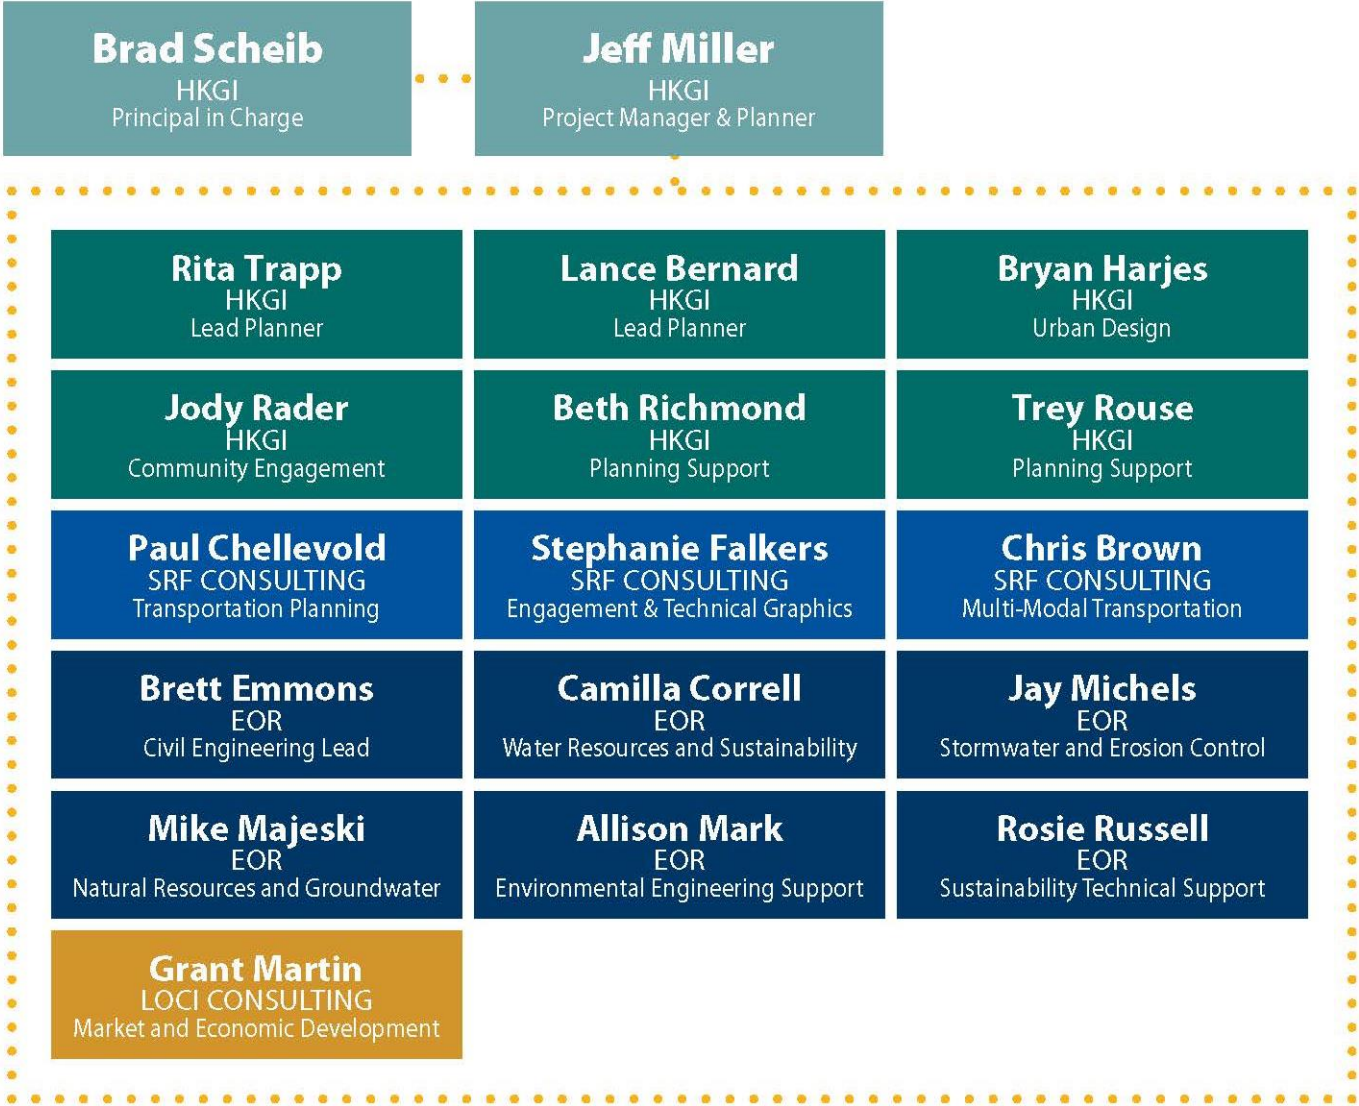 Brad Scheib
HKGI
Principal in Charge
Jeff Miller
HKGI
Project Manager & Planner
Rita Trapp
HKGI
Lead Planner
Lance Bernard
HKGI
Lead Planner
Bryan Harjes
HKGI
Urban Design
Jody Rader
HKGI
Community Engagement
Beth Richmond
HKGI
Planning Support
Trey Rouse
HKGI
Planning Support
Paul Chellevold
SRF CONSULTING
Transportation Planning
Stephanie Falkers
SRF CONSULTING
Engagement & Technical Graphics
Chris Brown
SRF CONSULTING
Multi-Modal Transportation
Brett Emmons
EOR
Civil Engineering Lead
Camilla Correll
EOR
Water Resources and Sustainability
Jay Michels
EOR
Stormwater and Erosion Control
Mike Majeski
EOR
Natural Resources and Groundwater
Allison Mark
EOR
Environmental Engineering Support
Rosie Russell
EOR
Sustainability Technical Support
Grant Martin
LOCI CONSULTING
Market and Economic Development